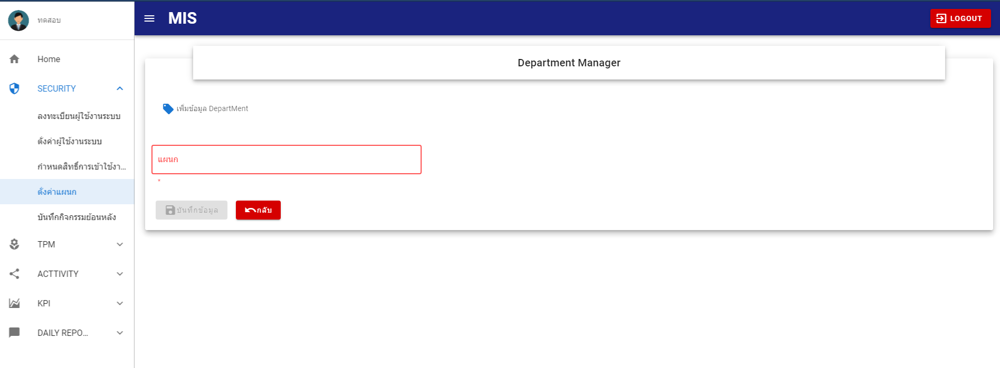 ทดสอบ
MIS
LOGOUT
Home
SECURITY
ลงทะเบียนผู้ใช้งานระบบ
ตั้งค่าผู้ใช้งานระบบ
กำหนดสิทธิ์การเข้าใช้งา...
ตั้งค่าแผนก
บันทึกกิจกรรมย้อนหลัง
TPM
ACTTIVITY
KPI
DAILY REPO...
Department Manager
เพิ่มข้อมูล DepartMent
แผนก
*
บันทึกข้อมูล
กลับ